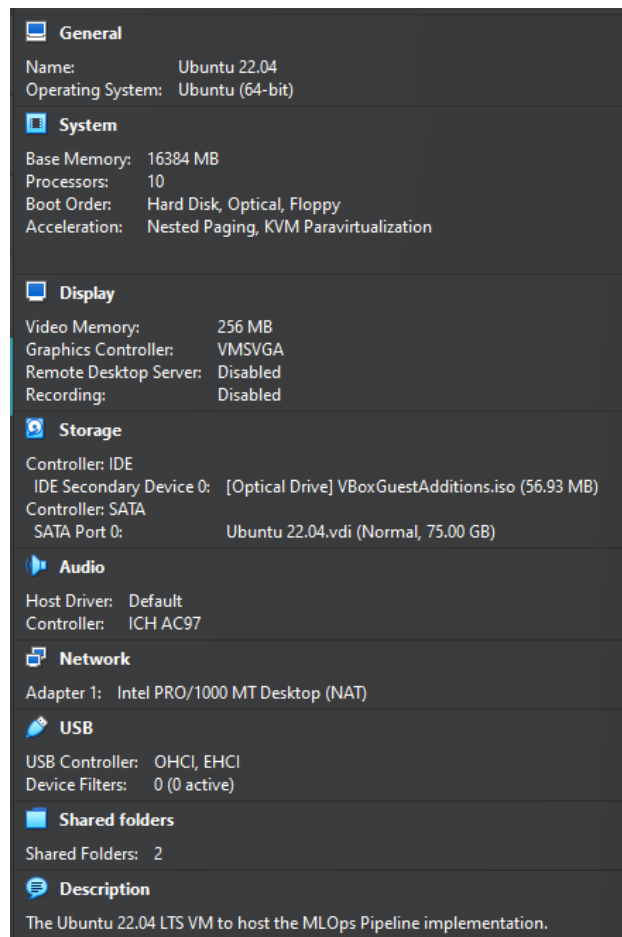 General
Name: Ubuntu 22.04
Operating System: Ubuntu (64-bit)
System
Base Memory: 16384 MB
Processors: 10
Boot Order: Hard Disk, Optical, Floppy
Acceleration: Nested Paging, KVM Paravirtualization
Display
Video Memory: 256 MB
Graphics Controller: VMSVGA
Remote Desktop Server: Disabled
Recording: Disabled
Storage
Controller: IDE
IDE Secondary Device 0: [Optical Drive] VBoxGuestAdditions.iso (56.93 MB)
Controller: SATA
SATA Port 0: Ubuntu 22.04.vdi (Normal, 75.00 GB)
Audio
Host Driver: Default
Controller: ICH AC97
Network
Adapter 1: Intel PRO/1000 MT Desktop (NAT)
USB
USB Controller: OHCI, EHCI
Device Filters: 0 (0 active)
Shared folders
Shared Folders: 2
Description
The Ubuntu 22.04 LTS VM to host the MLOps Pipeline implementation.